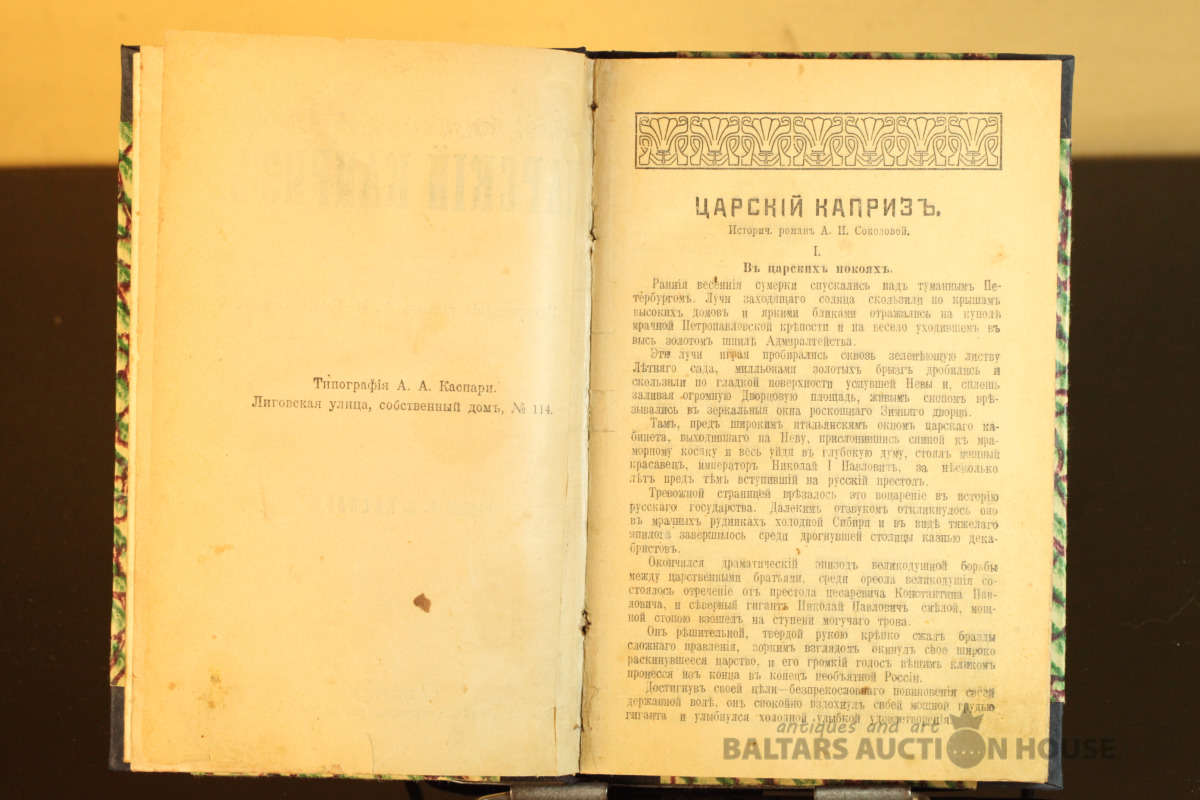 Типографія А. А. Каспари.
Лиговская улица, собственный домъ, № 114.
ЦАРСКІЙ КАПРИЗЪ.
Историч. романъ А. И. Соколовой.
I.
Въ царскихъ покояхъ.
Раннія весеннія сумерки спускались надъ туманнымъ Пе-
тербургомъ. Лучи заходящаго солнца скользили по крышамъ
высокихъ домовъ и яркими бликами отражались на куполѣ
мрачной Петропавловской крѣпости и на весело уходившемъ въ
высь золотомъ шпилѣ Адмиралтейства.
Эти лучи играя пробирались сквозь зеленѣющую листву
Лѣтняго сада, милльонами золотыхъ брызгъ дробились и
скользили по гладкой поверхности уснувшей Невы и, сплошь
заливая огромную Дворцовую площадь, живымъ снопомъ врѣ-
зывались въ зеркальныя окна роскошнаго Зимняго дворца.
Тамъ, предъ широкимъ итальянскимъ окномъ царскаго ка-
бинета, выходившаго на Неву, прислонившись спиной къ мра-
морному косяку и весь уйдя въ глубокую думу, стоялъ мощный
красавецъ, императоръ Николай I Павловичъ, за нѣсколько
лѣтъ предъ тѣмъ вступившій на русскій престолъ.
Тревожной страницей врѣзалось это воцареніе въ исторію
русскаго государства. Далекимъ отзвукомъ откликнулось оно
въ мрачныхъ рудникахъ холодной Сибири и въ видѣ тяжелаго
эпилога завершилось среди дрогнувшей столицы казнью дека-
бристовъ.
Окончился драматическій эпизодъ великодушной борьбы
между царственными братьями, среди ореола великодушія со-
стоялось отреченіе отъ престола цесаревича Константина Пав-
ловича, и сѣверный гигантъ Николай Павловичъ смѣлой, мощ-
ной стопою взошелъ на ступени могучаго трона.
Онъ рѣшительной, твердой рукою крѣпко сжалъ бразды
сложнаго правленія, зоркимъ взглядомъ окинулъ свое широко
раскинувшееся царство, и его громкій голосъ вѣщимъ кликомъ
пронесся изъ конца въ конецъ необъятной Россіи.
Достигнувъ своей цѣли—безпрекословнаго повиновенія своей
державной волѣ, онъ спокойно вздохнулъ своей мощной грудью
гиганта и улыбнулся холодной улыбкой удовлетворенія.
antiques and art
BALTARS AUCTION HOUSE